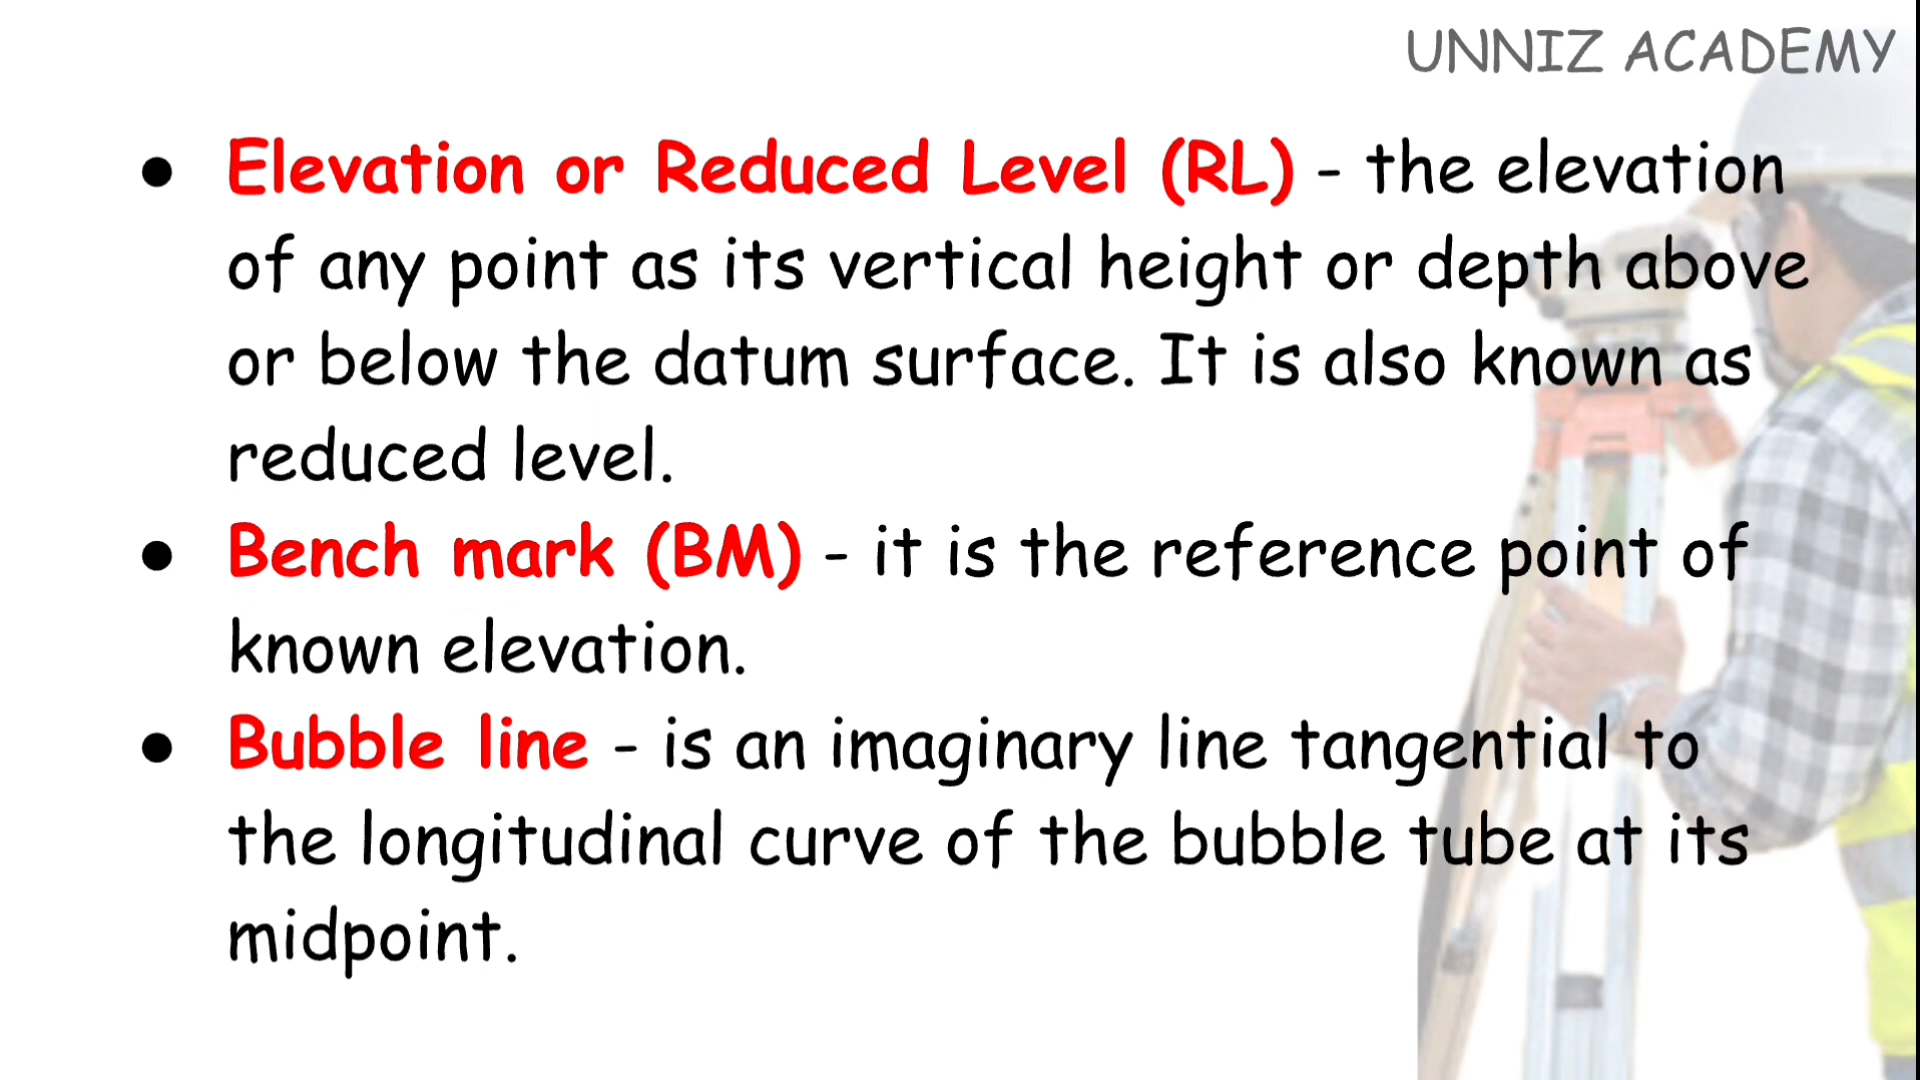 UNNIZ ACADEMY
● Elevation or Reduced Level (RL) - the elevation
of any point as its vertical height or depth above
or below the datum surface. It is also known as
reduced level.
● Bench mark (BM) - it is the reference point of
known elevation.
● Bubble line - is an imaginary line tangential to
the longitudinal curve of the bubble tube at its
midpoint.